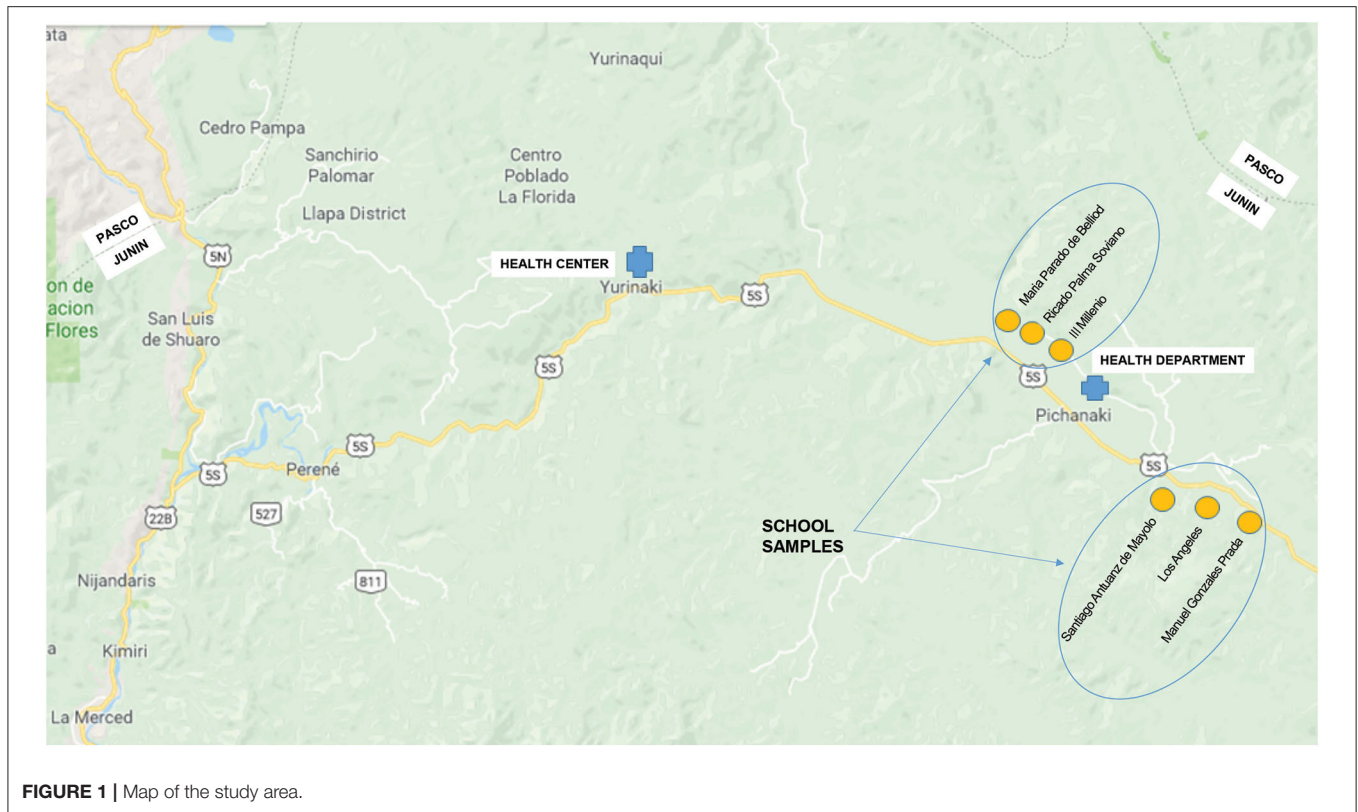 ata
Yurinaqui
Cedro Pampa
Sanchirio
Palomar
Centro
Poblado
La Florida
Llapa District
PASCO
JUNIN
PASCO
JUNIN
5N
HEALTH CENTER
Yurinaki
5S
on de
acion
Flores
San Luis
de Shuaro
Maria Parado de Belliod
Ricado Palma Soviano
III Millenio
HEALTH DEPARTMENT
5S
5S
Pichanaki
5S
Perené
5S
5S
527
22B
SCHOOL
SAMPLES
Santiago Antuanz de Mayolo
Los Angeles
Manuel Gonzales Prada
Nijandaris
811
a
Kimiri
La Merced
FIGURE 1 | Map of the study area.